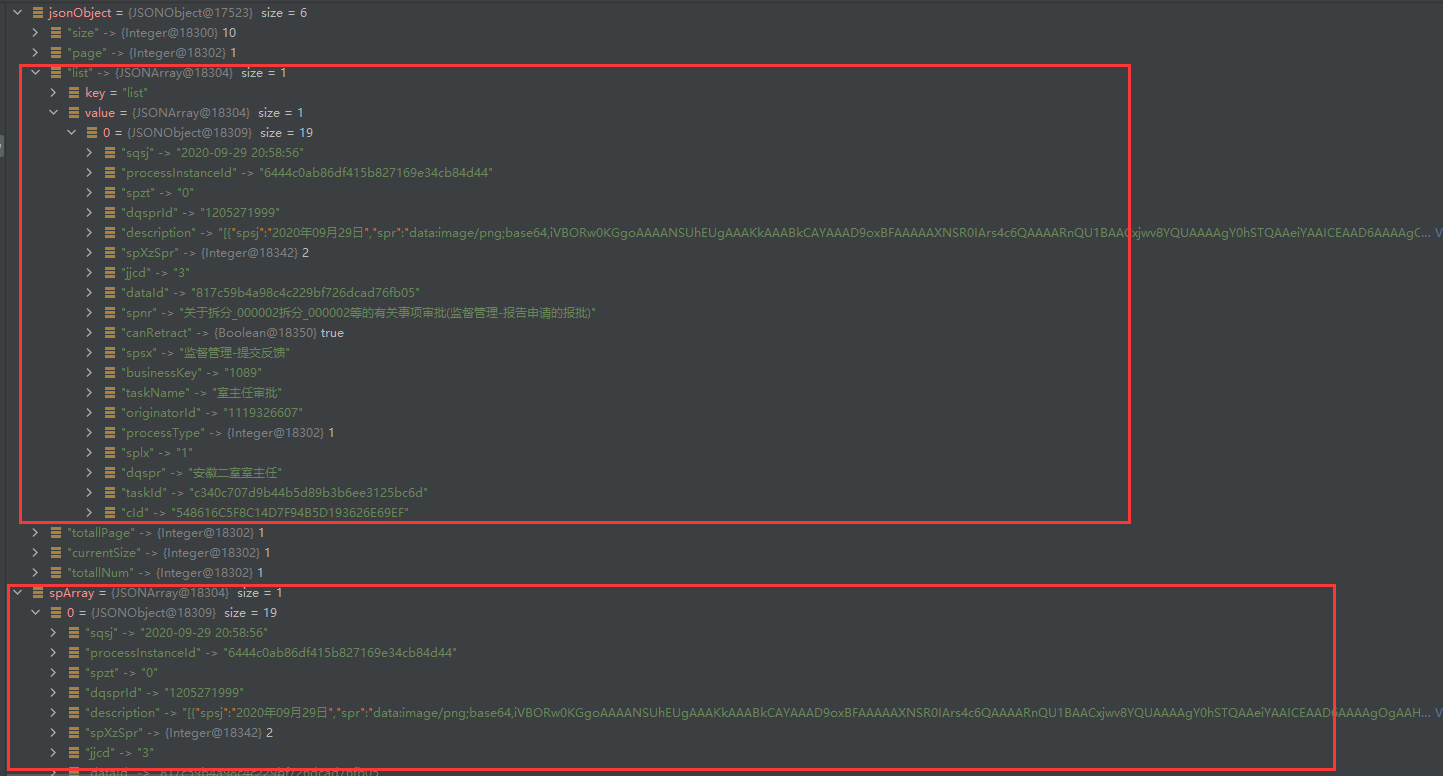 jsonObject = {JSONObject@17523} size = 6
"size" -> {Integer@18300} 10
"page" -> {Integer@18302} 1
"list" -> {JSONArray@18304} size = 1
key = "list"
value = {JSONArray@18304} size = 1
0 = {JSONObject@18309} size = 19
"sqsj" -> "2020-09-29 20:58:56"
"processInstanceId" -> "6444c0ab86df415b827169e34cb84d44"
"spzt" -> "0"
"dqsprId" -> "1205271999"
"description" -> "[{"spsj":"2020年09月29日","spr":"data:image/png;base64,iVBORw0KGgoAAAANSUhEUgAAAKkAAABkCAYAAAD9oxBFAAAAAXNSR0IArs4c6QAAAARnQU1BAACxjwv8YQUAAAAgY0hSTQAAeiYAAICEAAD6AAAAgC... V
"spXzSpr" -> {Integer@18342} 2
"jjcd" -> "3"
"dataId" -> "817c59b4a98c4c229bf726dcad76fb05"
"spnr" -> "关于拆分_000002拆分_000002等的有关事项审批(监督管理-报告申请的报批)"
"canRetract" -> {Boolean@18350} true
"spsx" -> "监督管理-提交反馈"
"businessKey" -> "1089"
"taskName" -> "室主任审批"
"originatorId" -> "1119326607"
"processType" -> {Integer@18302} 1
"splx" -> "1"
"dqspr" -> "安徽二室室主任"
"taskId" -> "c340c707d9b44b5d89b3b6ee3125bc6d"
"cId" -> "548616C5F8C14D7F94B5D193626E69EF"
"totallPage" -> {Integer@18302} 1
"currentSize" -> {Integer@18302} 1
"totallNum" -> {Integer@18302} 1
spArray = {JSONArray@18304} size = 1
0 = {JSONObject@18309} size = 19
"sqsj" -> "2020-09-29 20:58:56"
"processInstanceId" -> "6444c0ab86df415b827169e34cb84d44"
"spzt" -> "0"
"dqsprId" -> "1205271999"
"description" -> "[{"spsj":"2020年09月29日","spr":"data:image/png;base64,iVBORw0KGgoAAAANSUhEUgAAAKkAAABkCAYAAAD9oxBFAAAAAXNSR0IArs4c6QAAAARnQU1BAACxjwv8YQUAAAAgY0hSTQAAeiYAAICEAAD6AAAAgOgAAH... V
"spXzSpr" -> {Integer@18342} 2
"jjcd" -> "3"